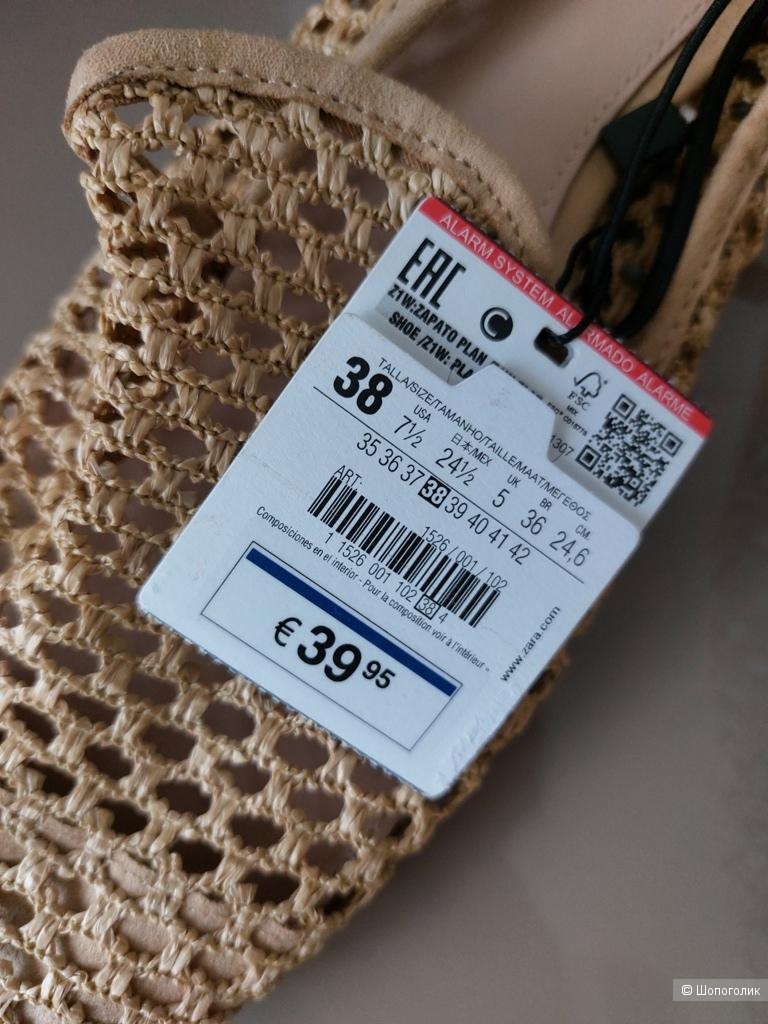 ALARM SYSTEM ALARMADO ALARME
EAC
C
Z1W:ZAPATO PLAN
SHOE /Z1W: PLA
FSC
MIX
1307
TALLA/SIZE/TAMANHO/TAILLE/MAAT/ΜΕΓΕΘΟΣ
38
USA 日本/MEX UK BR CM.
7½ 24½ 5 36 24,6
35 36 37 38 39 40 41 42
ART:
1526/001/102
1 1526 001 102 38 4
Composiciones en el interior - Pour la composition voir à l'intérieur -
www.zara.com
€39 95
© Шопоголик